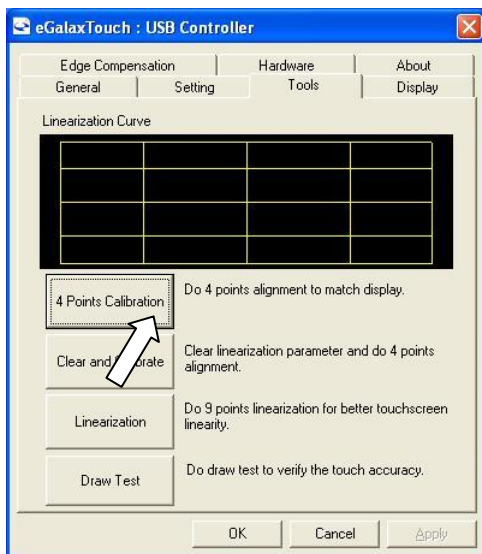 eGalaxTouch : USB Controller
Edge Compensation Hardware About
General Setting Tools Display
Linearization Curve
4 Points Calibration
Do 4 points alignment to match display.
Clear and
Clear linearization parameter and do 4 points
alignment.
Linearization
Do 9 points linearization for better touchscreen
linearity.
Draw Test
Do draw test to verify the touch accuracy.
OK Cancel Apply